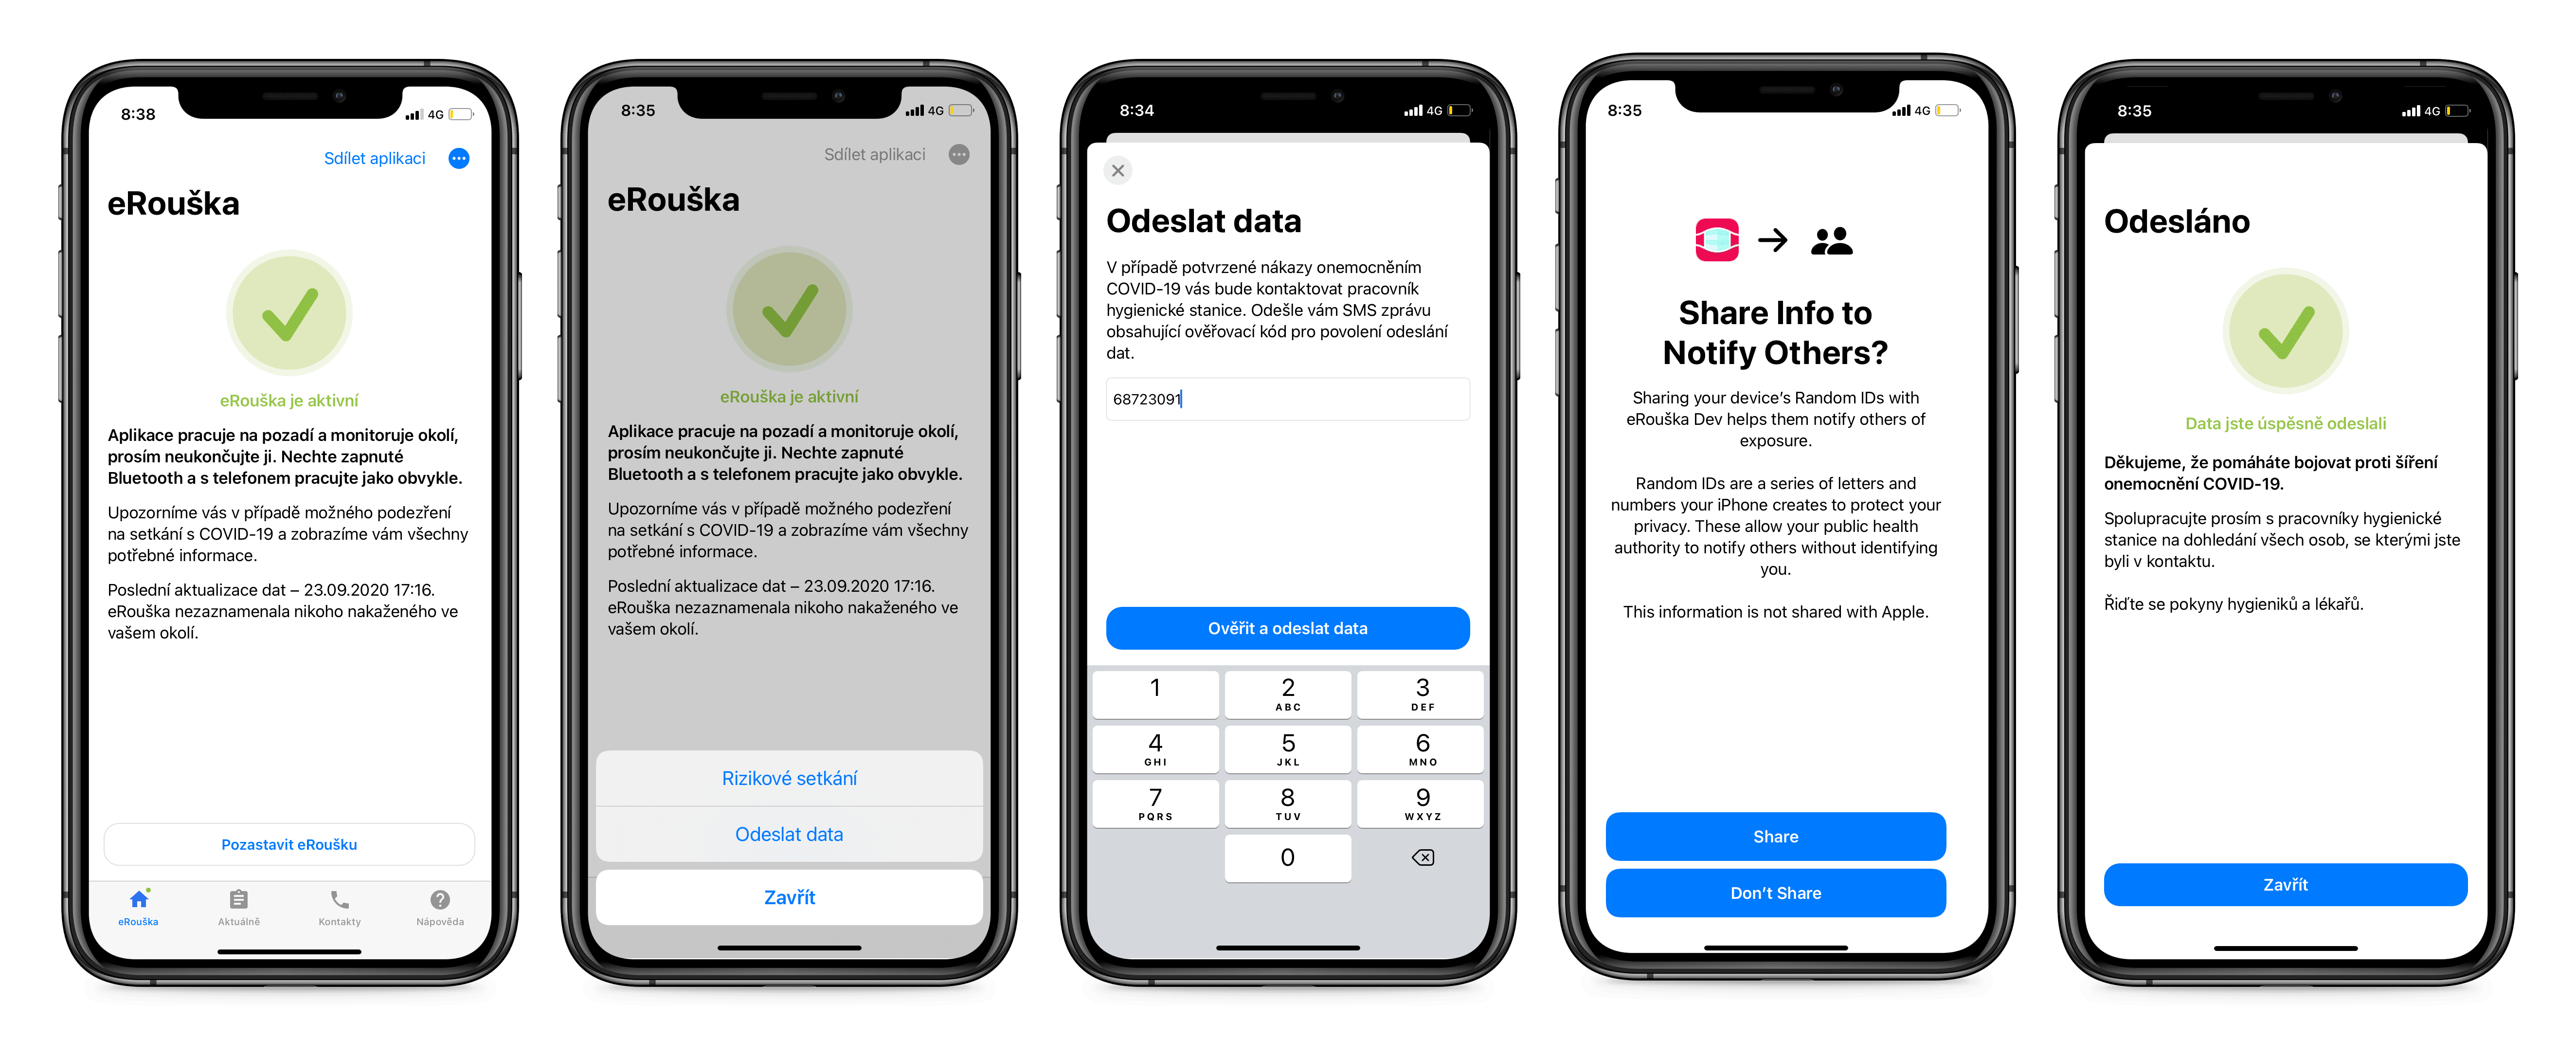 8:38
4G
Sdílet aplikaci
eRouška
eRouška je aktivní
Aplikace pracuje na pozadí a monitoruje okolí,
prosím neukončujte ji. Nechte zapnuté
Bluetooth a s telefonem pracujte jako obvykle.
Upozorníme vás v případě možného podezření
na setkání s COVID-19 a zobrazíme vám všechny
potřebné informace.
Poslední aktualizace dat – 23.09.2020 17:16.
eRouška nezaznamenala nikoho nakaženého ve
vašem okolí.
Pozastavit eRoušku
eRouška
Aktuálně
Kontakty
Nápověda
8:35
4G
Sdílet aplikaci
eRouška
eRouška je aktivní
Aplikace pracuje na pozadí a monitoruje okolí,
prosím neukončujte ji. Nechte zapnuté
Bluetooth a s telefonem pracujte jako obvykle.
Upozorníme vás v případě možného podezření
na setkání s COVID-19 a zobrazíme vám všechny
potřebné informace.
Poslední aktualizace dat – 23.09.2020 17:16.
eRouška nezaznamenala nikoho nakaženého ve
vašem okolí.
Rizikové setkání
Odeslat data
Zavřít
8:34
4G
Odeslat data
V případě potvrzené nákazy onemocněním
COVID-19 vás bude kontaktovat pracovník
hygienické stanice. Odešle vám SMS zprávu
obsahující ověřovací kód pro povolení odeslání
dat.
68723091
Ověřit a odeslat data
1
2
ABC
3
DEF
4
GHI
5
JKL
6
MNO
7
PQRS
8
TUV
9
WXYZ
0
8:35
4G
Share Info to
Notify Others?
Sharing your device’s Random IDs with
eRouška Dev helps them notify others of
exposure.
Random IDs are a series of letters and
numbers your iPhone creates to protect your
privacy. These allow your public health
authority to notify others without identifying
you.
This information is not shared with Apple.
Share
Don’t Share
8:35
4G
Odesláno
Data jste úspěsně odeslali
Děkujeme, že pomáháte bojovat proti šíření
onemocnění COVID-19.
Spolupracujte prosím s pracovníky hygienické
stanice na dohledání všech osob, se kterými jste
byli v kontaktu.
Řiďte se pokyny hygieniků a lékařů.
Zavřít